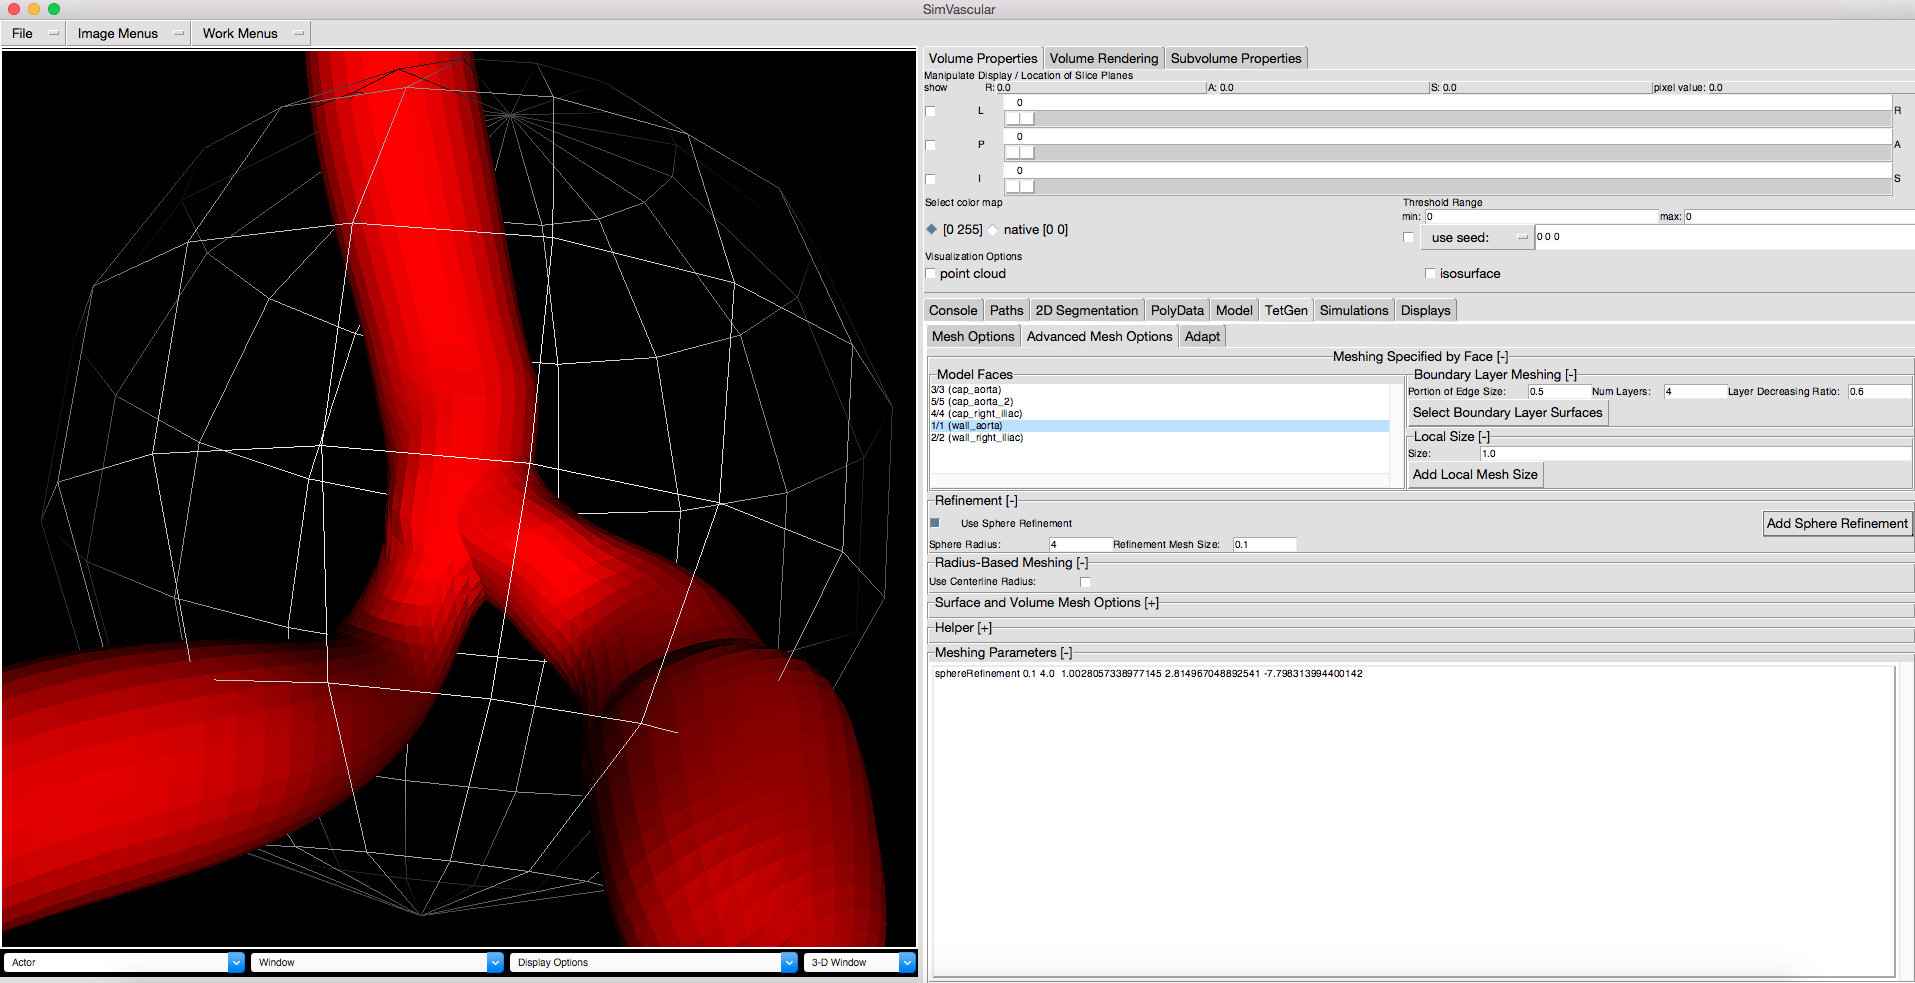 SimVascular
File Image Menus Work Menus
Volume Properties Volume Rendering Subvolume Properties
Manipulate Display / Location of Slice Planes
show R: 0.0 A: 0.0 S: 0.0 pixel value: 0.0
0
L R
0
P A
0
I S
Select color map Threshold Range
min: 0 max: 0
[0 255] native [0 0] use seed: 0 0 0
Visualization Options
point cloud isosurface
Console Paths 2D Segmentation PolyData Model TetGen Simulations Displays
Mesh Options Advanced Mesh Options Adapt
Meshing Specified by Face [-]
Model Faces Boundary Layer Meshing [-]
3/3 (cap_aorta) Portion of Edge Size: 0.5 Num Layers: 4 Layer Decreasing Ratio: 0.6
5/5 (cap_aorta_2)
4/4 (cap_right_iliac) Select Boundary Layer Surfaces
1/1 (wall_aorta)
2/2 (wall_right_iliac) Local Size [-]
Size: 1.0
Add Local Mesh Size
Refinement [-]
Use Sphere Refinement Add Sphere Refinement
Sphere Radius: 4 Refinement Mesh Size: 0.1
Radius-Based Meshing [-]
Use Centerline Radius:
Surface and Volume Mesh Options [+]
Helper [+]
Meshing Parameters [-]
sphereRefinement 0.1 4.0 1.0028057338977145 2.814967048892541 -7.798313994400142
Actor Window Display Options 3-D Window